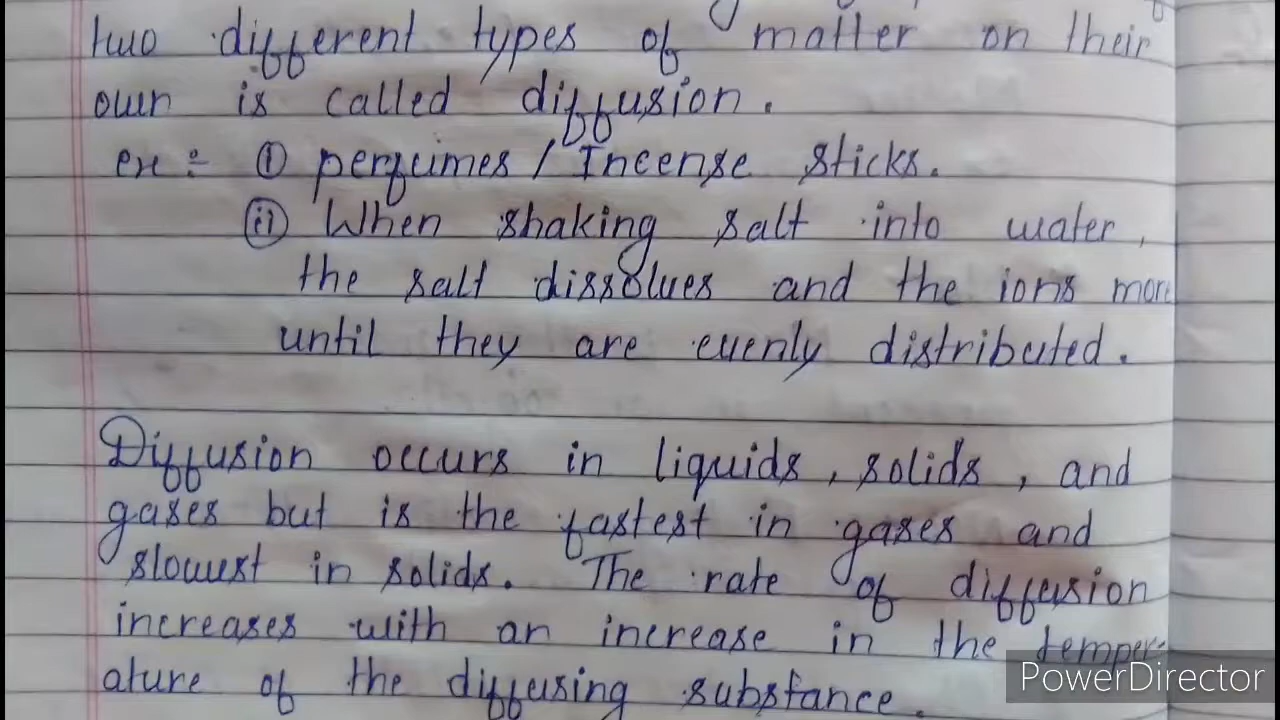 two different types of matter on their
own is called diffusion.
ex:- (i) perfumes / Incense sticks.
(ii) When shaking salt into water,
the salt dissolves and the ions move
until they are evenly distributed.
Diffusion occurs in liquids, solids, and
gases but is the fastest in gases and
slowest in solids. The rate of diffusion
increases with an increase in the temper-
ature of the diffusing substance.
PowerDirector